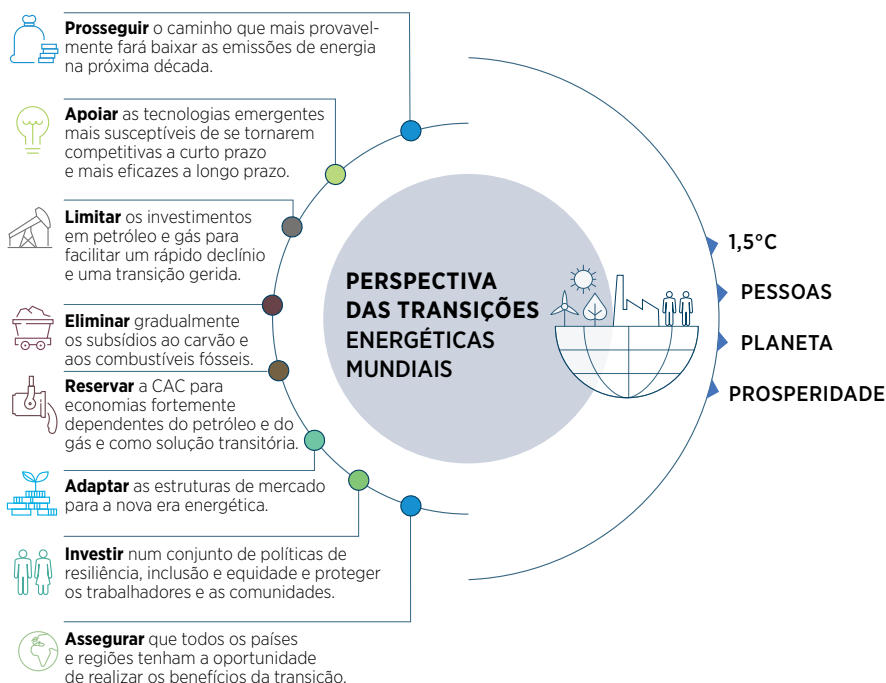 Prosseguir o caminho que mais provavel-
mente fará baixar as emissões de energia
na próxima década.
Apoiar as tecnologias emergentes
mais susceptíveis de se tornarem
competitivas a curto prazo
e mais eficazes a longo prazo.
Limitar os investimentos
em petróleo e gás para
facilitar um rápido declínio
e uma transição gerida.
Eliminar gradualmente
os subsídios ao carvão e
aos combustíveis fósseis.
Reservar a CAC para
economias fortemente
dependentes do petróleo e do
gás e como solução transitória.
Adaptar as estruturas de mercado
para a nova era energética.
Investir num conjunto de políticas de
resiliência, inclusão e equidade e proteger
os trabalhadores e as comunidades.
Assegurar que todos os países
e regiões tenham a oportunidade
de realizar os benefícios da transição.
PERSPECTIVA
DAS TRANSIÇÕES
ENERGÉTICAS
MUNDIAIS
1,5°C
PESSOAS
PLANETA
PROSPERIDADE